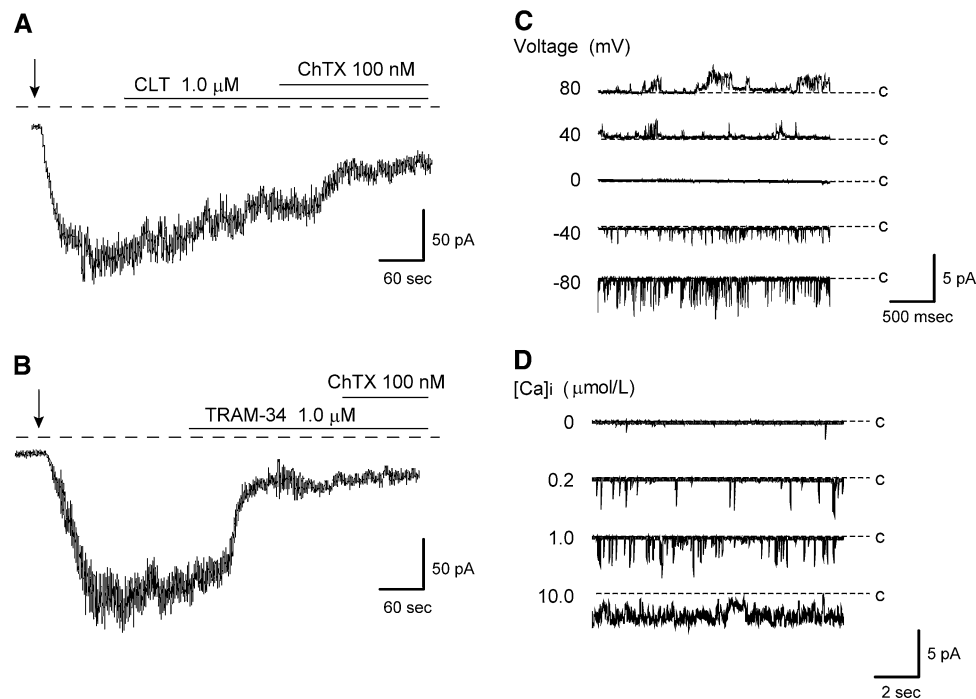 A
ChTX 100 nM
CLT 1.0 μM
50 pA
60 sec
B
ChTX 100 nM
TRAM-34 1.0 μM
50 pA
60 sec
C
Voltage (mV)
80 c
40 c
0 c
-40 c
-80 c
5 pA
500 msec
D
[Ca]i (μmol/L)
0 c
0.2 c
1.0 c
10.0 c
5 pA
2 sec